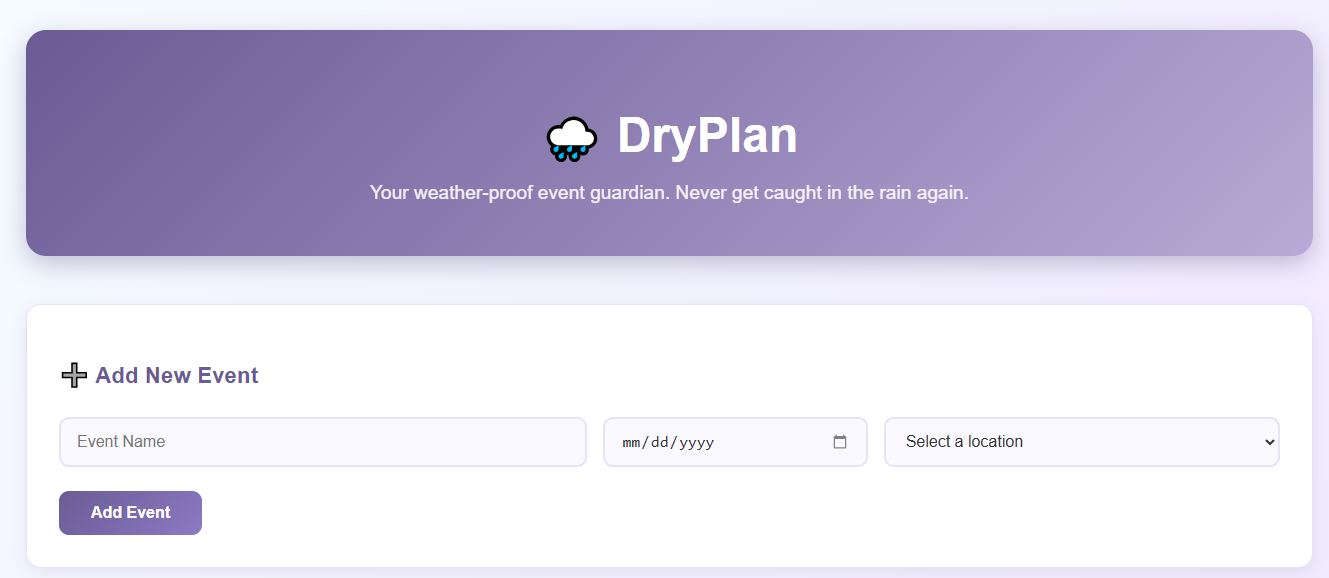 DryPlan
Your weather-proof event guardian. Never get caught in the rain again.
Add New Event
Event Name
mm/dd/yyyy
Select a location
Add Event